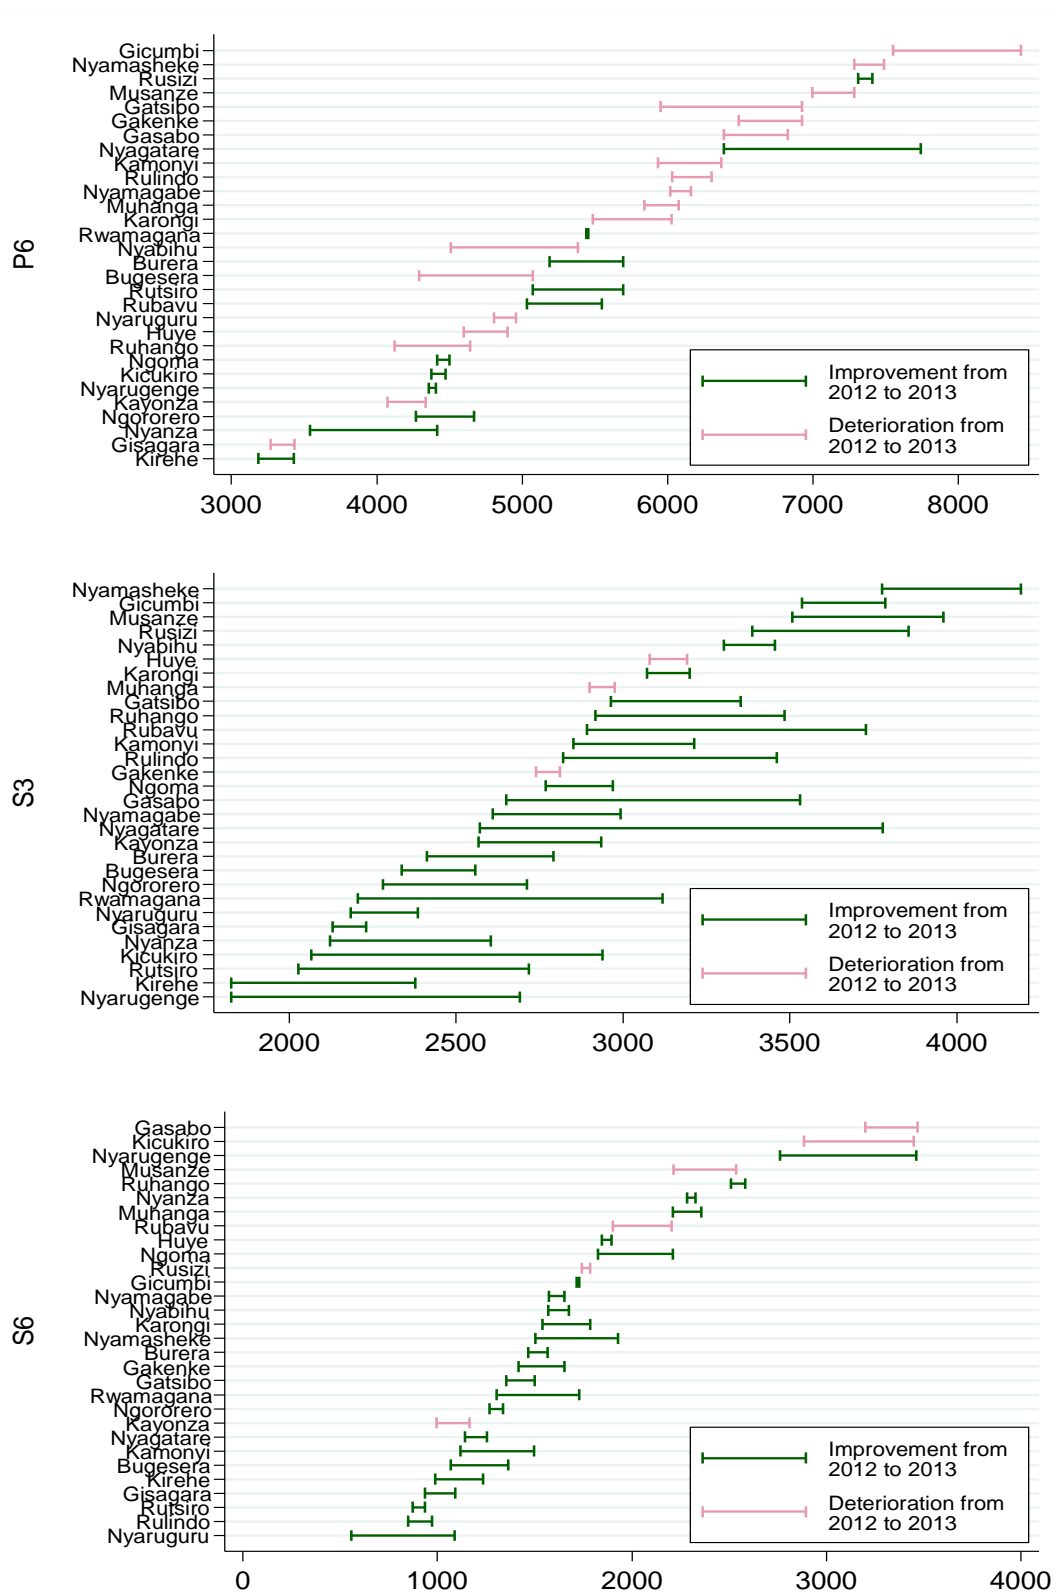 P6
Gicumbi
Nyamasheke
Rusizi
Musanze
Gatsibo
Gakenke
Gasabo
Nyagatare
Kamonyi
Rulindo
Nyamagabe
Muhanga
Karongi
Rwamagana
Nyabihu
Burera
Bugesera
Rutsiro
Rubavu
Nyaruguru
Huye
Ruhango
Ngoma
Kicukiro
Nyarugenge
Kayonza
Ngororero
Nyanza
Gisagara
Kirehe
Improvement from
2012 to 2013
Deterioration from
2012 to 2013
3000 4000 5000 6000 7000 8000
S3
Nyamasheke
Gicumbi
Musanze
Rusizi
Nyabihu
Huye
Karongi
Muhanga
Gatsibo
Ruhango
Rubavu
Kamonyi
Rulindo
Gakenke
Ngoma
Gasabo
Nyamagabe
Nyagatare
Kayonza
Burera
Bugesera
Ngororero
Rwamagana
Nyaruguru
Gisagara
Nyanza
Kicukiro
Rutsiro
Kirehe
Nyarugenge
Improvement from
2012 to 2013
Deterioration from
2012 to 2013
2000 2500 3000 3500 4000
S6
Gasabo
Kicukiro
Nyarugenge
Musanze
Ruhango
Nyanza
Muhanga
Rubavu
Huye
Ngoma
Rusizi
Gicumbi
Nyamagabe
Nyabihu
Karongi
Nyamasheke
Burera
Gakenke
Gatsibo
Rwamagana
Ngororero
Kayonza
Nyagatare
Kamonyi
Bugesera
Kirehe
Gisagara
Rutsiro
Rulindo
Nyaruguru
Improvement from
2012 to 2013
Deterioration from
2012 to 2013
0 1000 2000 3000 4000